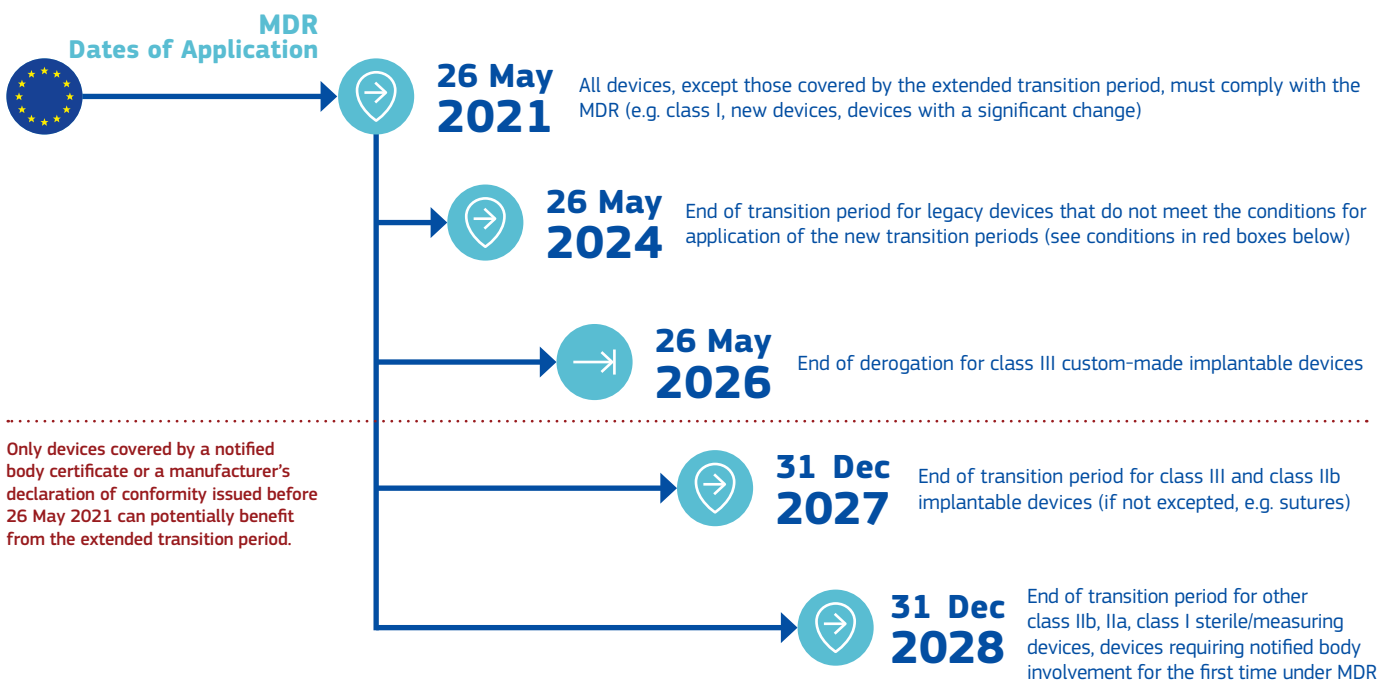 MDR
Dates of Application
26 May
2021
All devices, except those covered by the extended transition period, must comply with the
MDR (e.g. class I, new devices, devices with a significant change)
26 May
2024
End of transition period for legacy devices that do not meet the conditions for
application of the new transition periods (see conditions in red boxes below)
26 May
2026
End of derogation for class III custom-made implantable devices
Only devices covered by a notified
body certificate or a manufacturer’s
declaration of conformity issued before
26 May 2021 can potentially benefit
from the extended transition period.
31 Dec
2027
End of transition period for class III and class IIb
implantable devices (if not excepted, e.g. sutures)
31 Dec
2028
End of transition period for other
class IIb, IIa, class I sterile/measuring
devices, devices requiring notified body
involvement for the first time under MDR